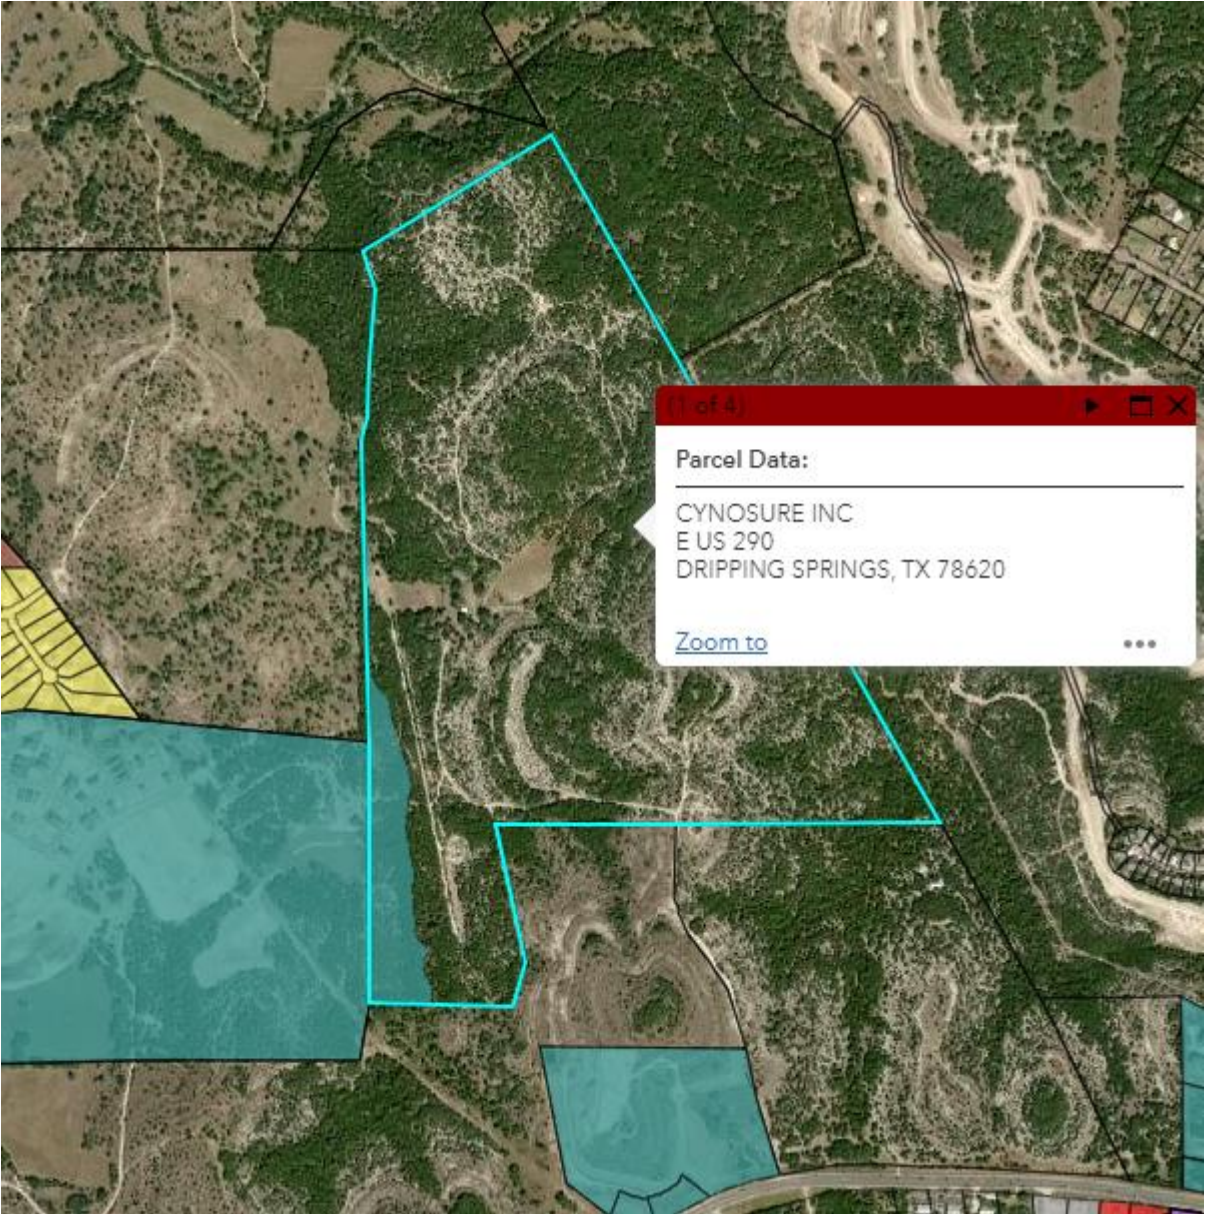 (1 of 4)
Parcel Data:
CYNOSURE INC
E US 290
DRIPPING SPRINGS, TX 78620
Zoom to